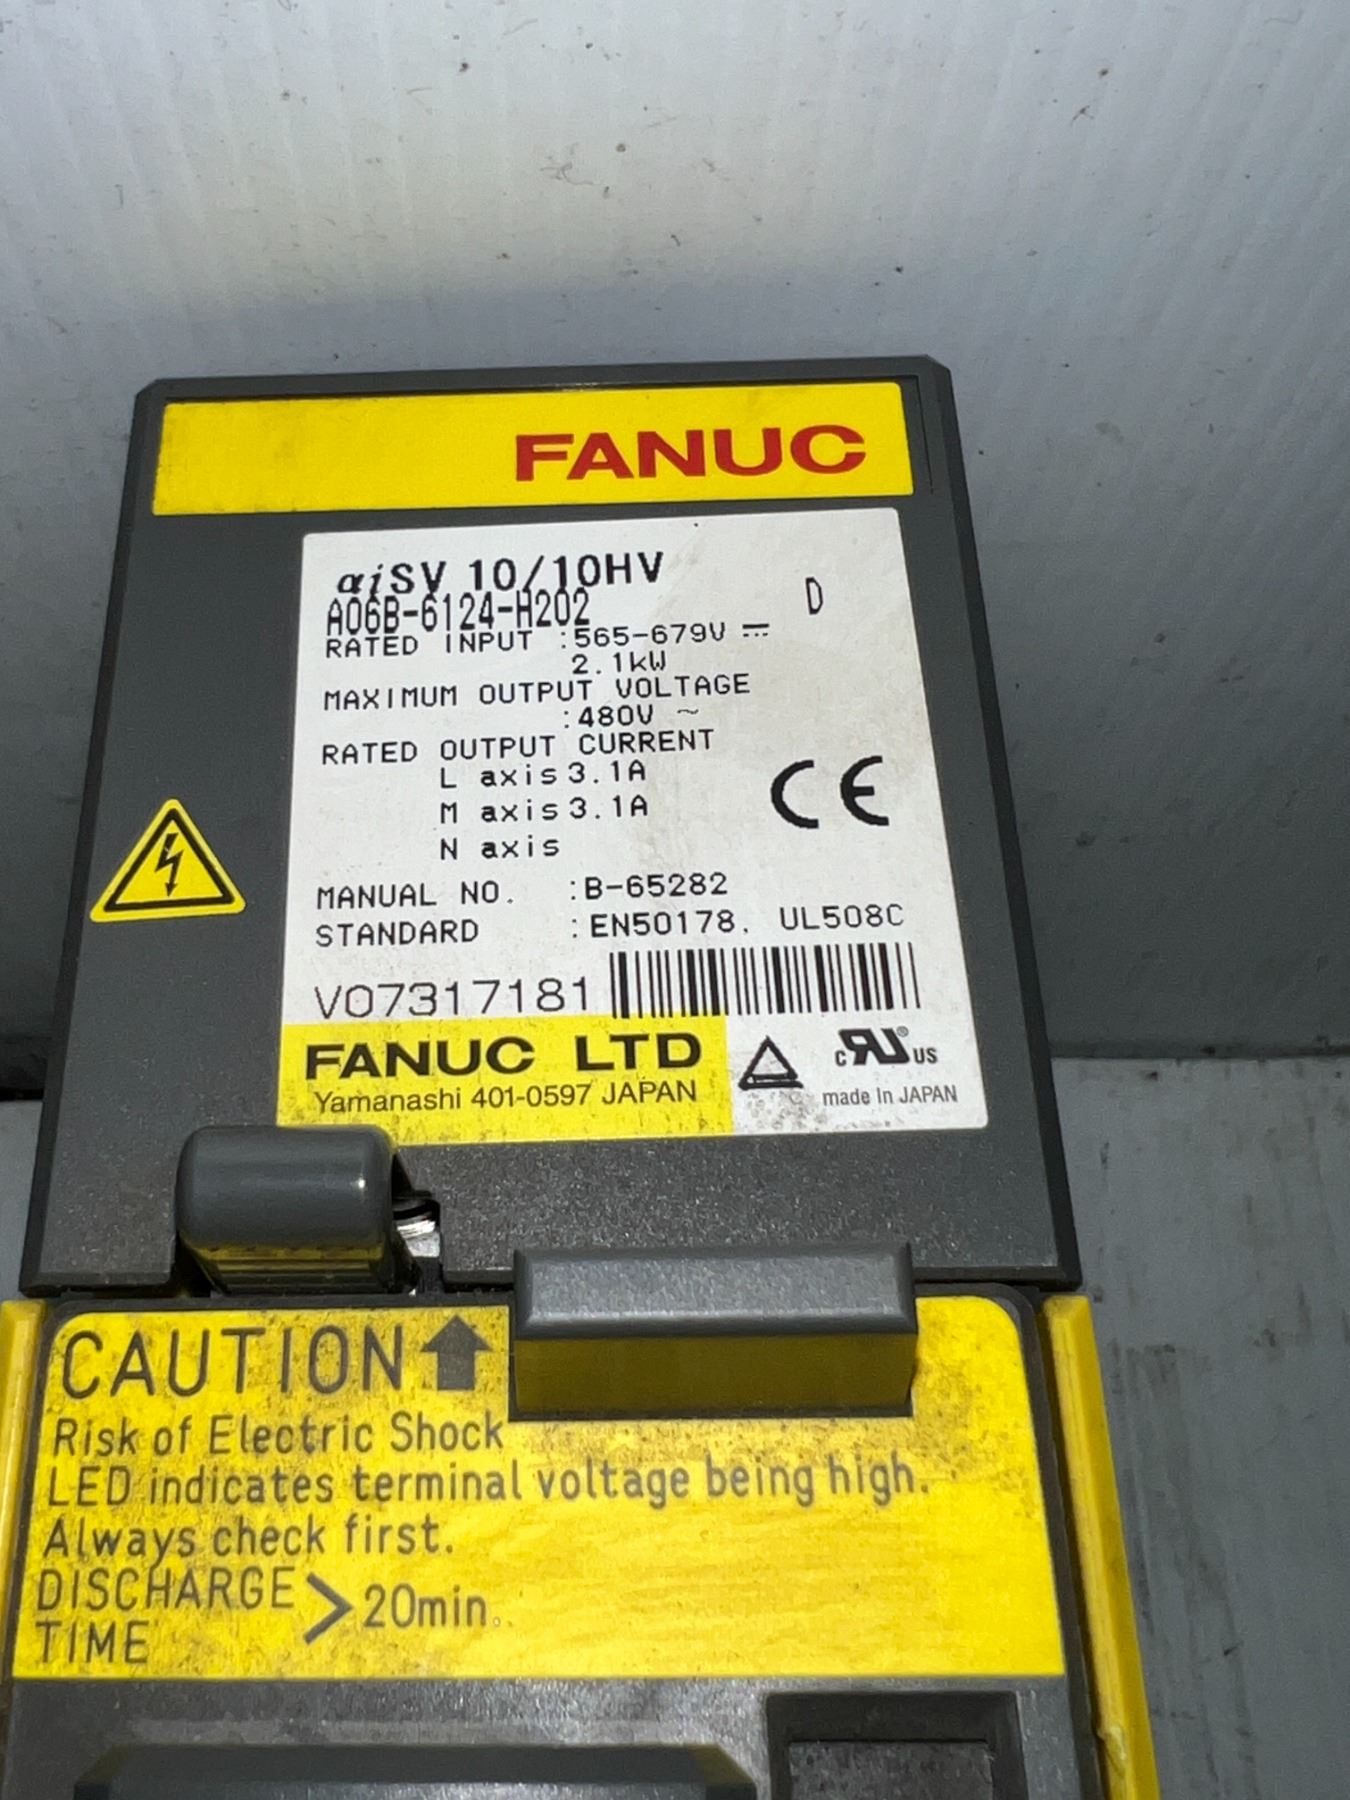 FANUC
αiSV 10/10HV
D
A06B-6124-H202
RATED INPUT :565-679V ⎓
2.1kW
MAXIMUM OUTPUT VOLTAGE
:480V ~
RATED OUTPUT CURRENT
L axis 3.1A
M axis 3.1A
N axis
CE
MANUAL NO. :B-65282
STANDARD :EN50178, UL508C
V07317181
FANUC LTD
Yamanashi 401-0597 JAPAN
c RU ® US
made in JAPAN
CAUTION
Risk of Electric Shock
LED indicates terminal voltage being high.
Always check first.
DISCHARGE TIME > 20min.